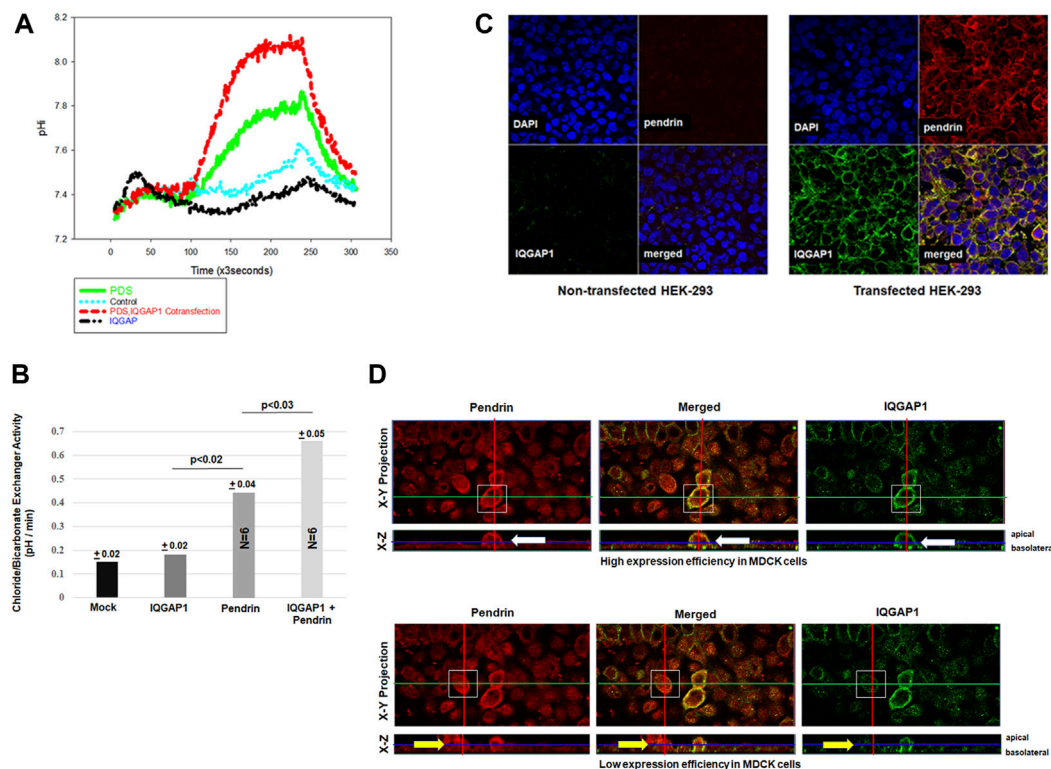 A
8.2
8.0
7.8
7.6
7.4
7.2
pHi
0
50
100
150
200
250
300
350
Time (x3seconds)
PDS
Control
PDS,IQGAP1 Cotransfection
IQGAP
C
DAPI
pendrin
IQGAP1
merged
Non-transfected HEK-293
DAPI
pendrin
IQGAP1
merged
Transfected HEK-293
B
Chloride/Bicarbonate Exchanger Activity
(pH / min)
0.7
0.6
0.5
0.4
0.3
0.2
0.1
0
p<0.03
p<0.02
± 0.02
± 0.02
± 0.04
± 0.05
N=6
N=6
Mock
IQGAP1
Pendrin
IQGAP1 +
Pendrin
D
Pendrin
Merged
IQGAP1
X-Y Projection
X-Z
apical
basolateral
High expression efficiency in MDCK cells
Pendrin
Merged
IQGAP1
X-Y Projection
X-Z
apical
basolateral
Low expression efficiency in MDCK cells